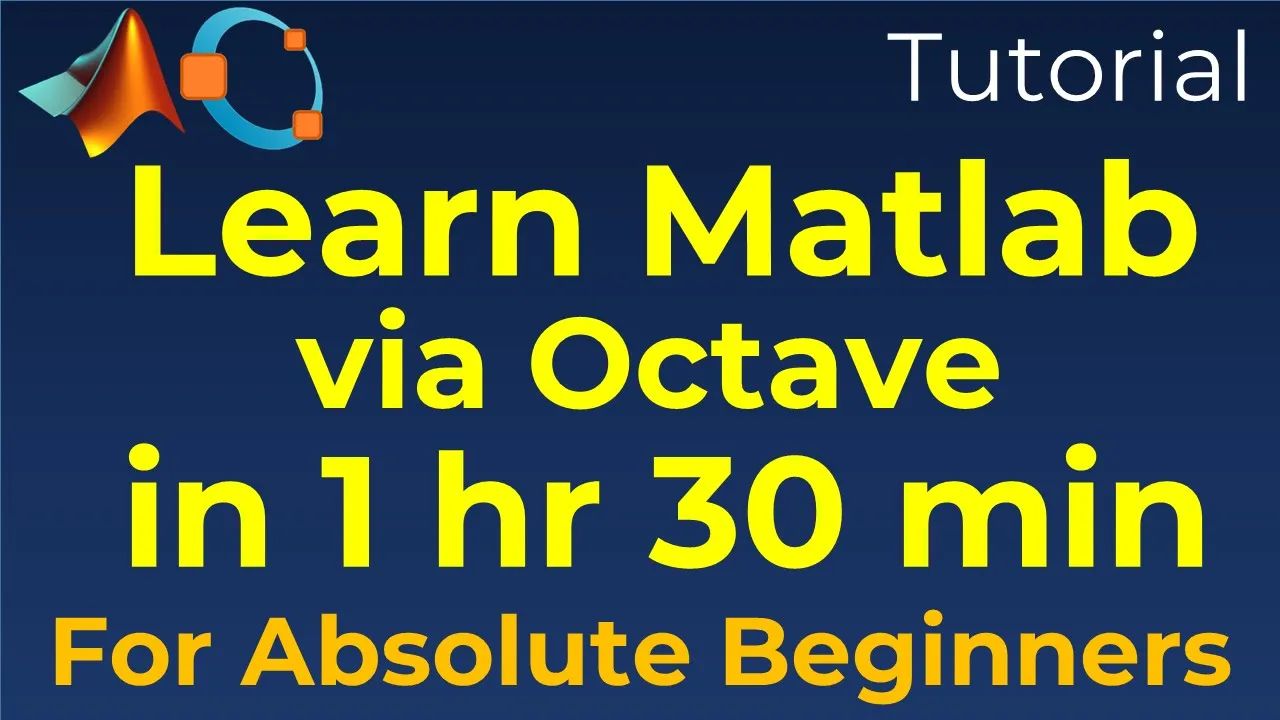 Tutorial
Learn Matlab
via Octave
in 1 hr 30 min
For Absolute Beginners